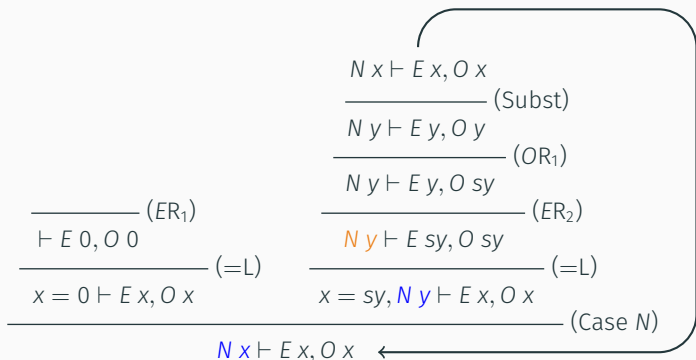 N x ⊢ E x, O x
(Subst)
N y ⊢ E y, O y
(OR₁)
N y ⊢ E y, O sy
(ER₁) (ER₂)
⊢ E 0, O 0 N y ⊢ E sy, O sy
(=L) (=L)
x = 0 ⊢ E x, O x x = sy, N y ⊢ E x, O x
(Case N)
N x ⊢ E x, O x